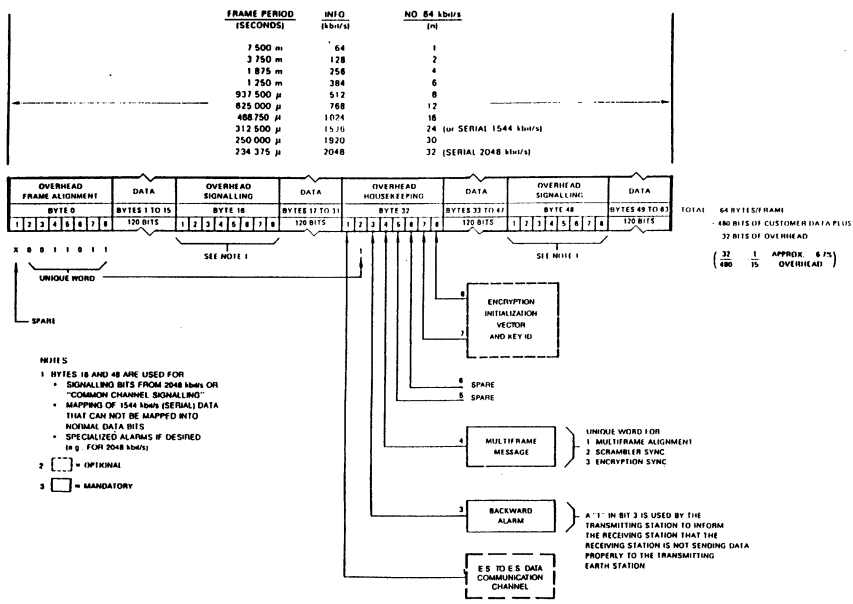 FRAME PERIOD INFO NO 64 kbit/s
(SECONDS) (kbit/s) (n)
7 500 m 64 1
3 750 m 128 2
1 875 m 256 4
1 250 m 384 6
937 500 µ 512 8
625 000 µ 768 12
468.750 µ 1024 16
312 500 µ 1536 24 (or SERIAL 1544 kbit/s)
250 000 µ 1920 30
234 375 µ 2048 32 (SERIAL 2048 kbit/s)
OVERHEAD FRAME ALIGNMENT DATA OVERHEAD SIGNALLING DATA OVERHEAD HOUSEKEEPING DATA OVERHEAD SIGNALLING DATA
BYTE 0 BYTES 1 TO 15 BYTE 16 BYTES 17 TO 31 BYTE 32 BYTES 33 TO 47 BYTE 48 BYTES 49 TO 63
1 2 3 4 5 6 7 8 120 BITS 1 2 3 4 5 6 7 8 120 BITS 1 2 3 4 5 6 7 8 120 BITS 1 2 3 4 5 6 7 8 120 BITS
TOTAL 64 BYTES/FRAME
- 480 BITS OF CUSTOMER DATA PLUS
32 BITS OF OVERHEAD
( 32/480 1/15 APPROX. 6.7% OVERHEAD )
X 0 0 1 1 0 1 1
SEE NOTE 1
1
SEE NOTE 1
UNIQUE WORD
SPARE
8
ENCRYPTION
INITIALIZATION
VECTOR
AND KEY ID
7
6 SPARE
5 SPARE
4 MULTIFRAME
MESSAGE
UNIQUE WORD FOR
1 MULTIFRAME ALIGNMENT
2 SCRAMBLER SYNC
3 ENCRYPTION SYNC
3 BACKWARD
ALARM
A "1" IN BIT 3 IS USED BY THE
TRANSMITTING STATION TO INFORM
THE RECEIVING STATION THAT THE
RECEIVING STATION IS NOT SENDING DATA
PROPERLY TO THE TRANSMITTING
EARTH STATION
E S TO E S DATA
COMMUNICATION
CHANNEL
NOTES
1 BYTES 16 AND 48 ARE USED FOR
• SIGNALLING BITS FROM 2048 kbit/s OR
"COMMON CHANNEL SIGNALLING"
• MAPPING OF 1544 kbit/s (SERIAL) DATA
THAT CAN NOT BE MAPPED INTO
NORMAL DATA BITS
• SPECIALIZED ALARMS IF DESIRED
(e g . FOR 2048 kbit/s)
2 = OPTIONAL
3 = MANDATORY